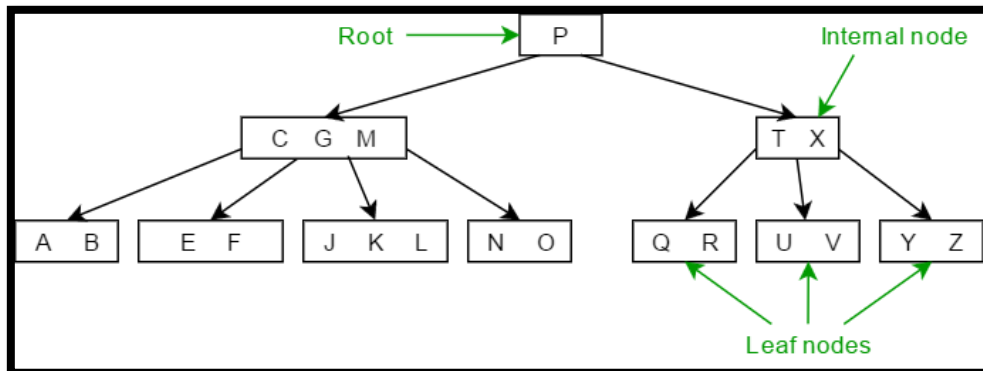 Root P Internal node
C G M T X
A B E F J K L N O Q R U V Y Z
Leaf nodes